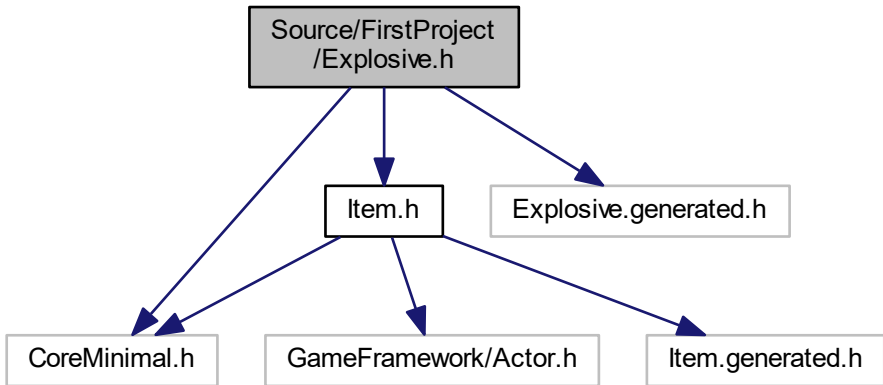 Source/FirstProject
/Explosive.h
Item.h
Explosive.generated.h
CoreMinimal.h
GameFramework/Actor.h
Item.generated.h